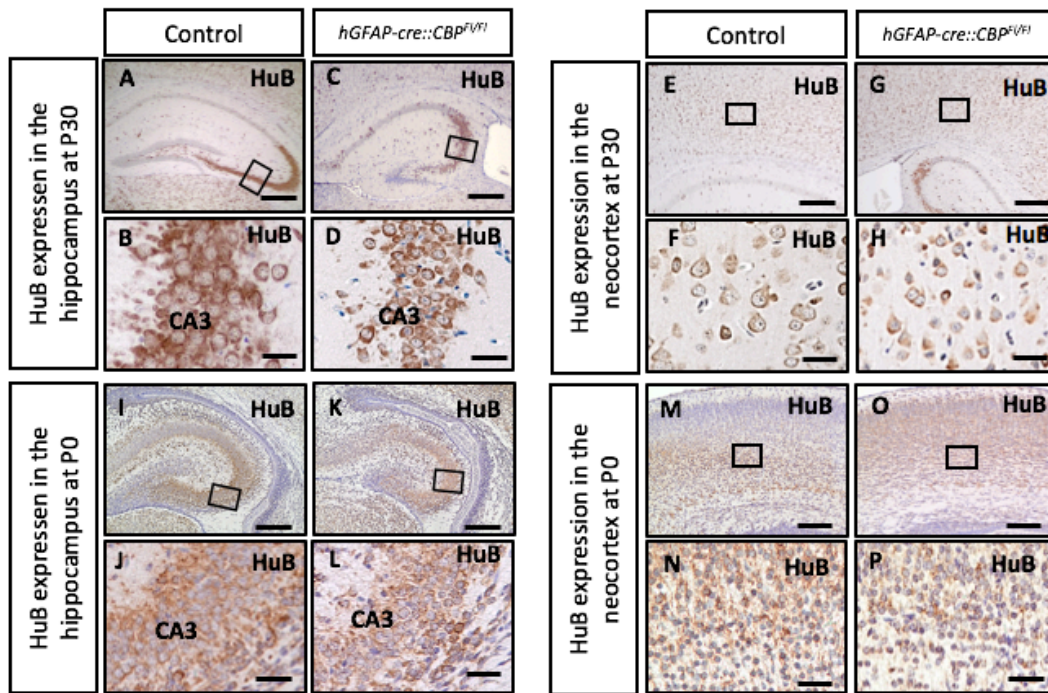 Control
hGFAP-cre::CBP^Fl/Fl
HuB expressen in the
hippocampus at P30
A HuB
C HuB
B HuB
CA3
D HuB
CA3
HuB expressen in the
hippocampus at P0
I HuB
K HuB
J HuB
CA3
L HuB
CA3
Control
hGFAP-cre::CBP^Fl/Fl
HuB expression in the
neocortex at P30
E HuB
G HuB
F HuB
H HuB
HuB expression in the
neocortex at P0
M HuB
O HuB
N HuB
P HuB